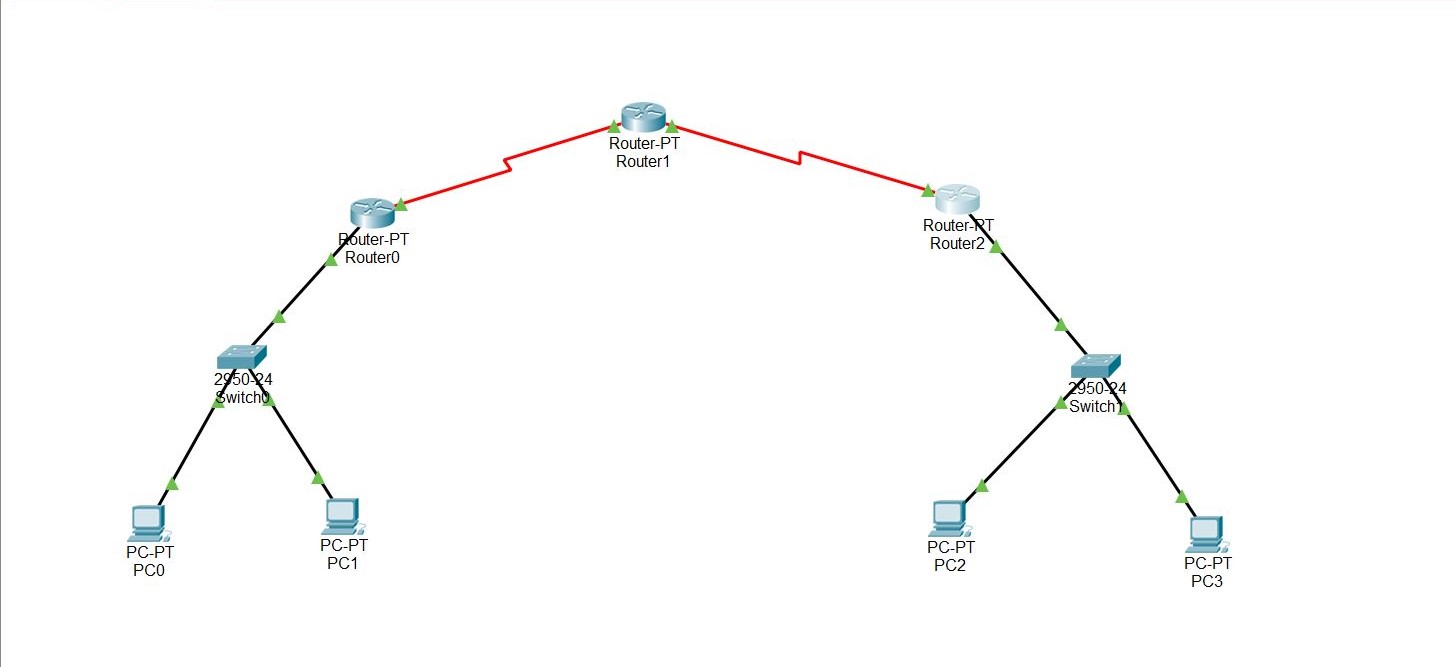 Router-PT
Router1
Router-PT
Router0
Router-PT
Router2
2950-24
Switch0
2950-24
Switch1
PC-PT
PC0
PC-PT
PC1
PC-PT
PC2
PC-PT
PC3